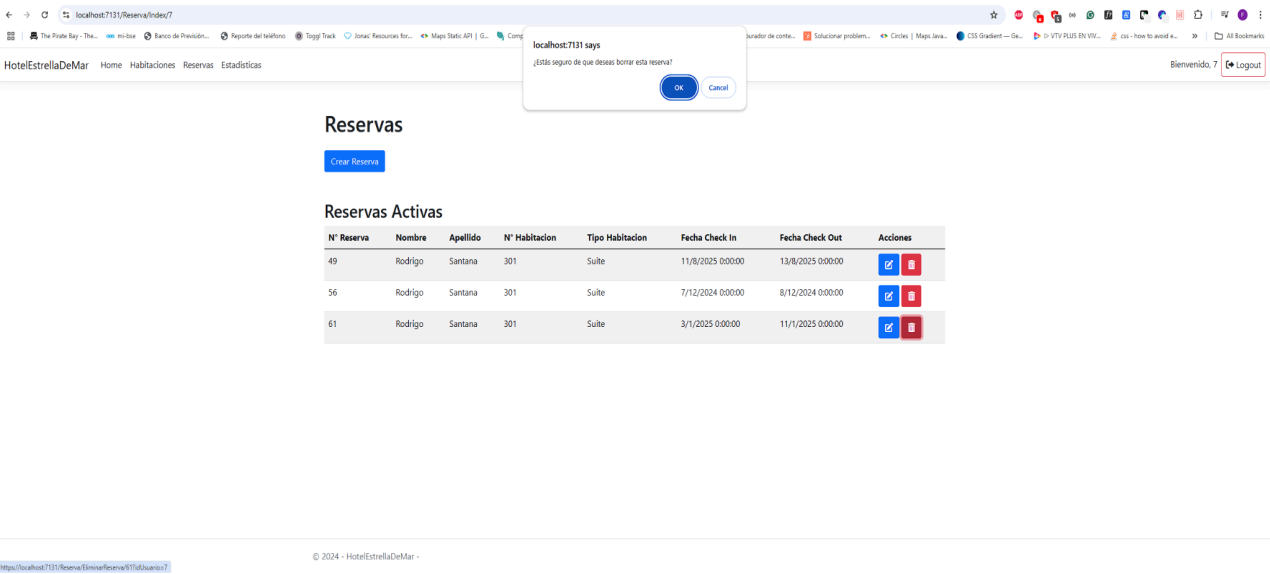 localhost:7131/Reserva/Index/7
The Pirate Bay - The... mi-bse Banco de Previsión... Reporte del teléfono Toggl Track Jonas' Resources for... Maps Static API | G... Solucionar problem... Circles | Maps Java... CSS Gradient — Ge... ▷ VTV PLUS EN VIV... css - how to avoid e... » All Bookmarks
localhost:7131 says
¿Estás seguro de que deseas borrar esta reserva?
OK Cancel
HotelEstrellaDeMar Home Habitaciones Reservas Estadisticas Bienvenido, 7 Logout
Reservas
Crear Reserva
Reservas Activas
N° Reserva Nombre Apellido N° Habitacion Tipo Habitacion Fecha Check In Fecha Check Out Acciones
49 Rodrigo Santana 301 Suite 11/8/2025 0:00:00 13/8/2025 0:00:00
56 Rodrigo Santana 301 Suite 7/12/2024 0:00:00 8/12/2024 0:00:00
61 Rodrigo Santana 301 Suite 3/1/2025 0:00:00 11/1/2025 0:00:00
© 2024 - HotelEstrellaDeMar -
https://localhost:7131/Reserva/EliminarReserva/61?idUsuario=7